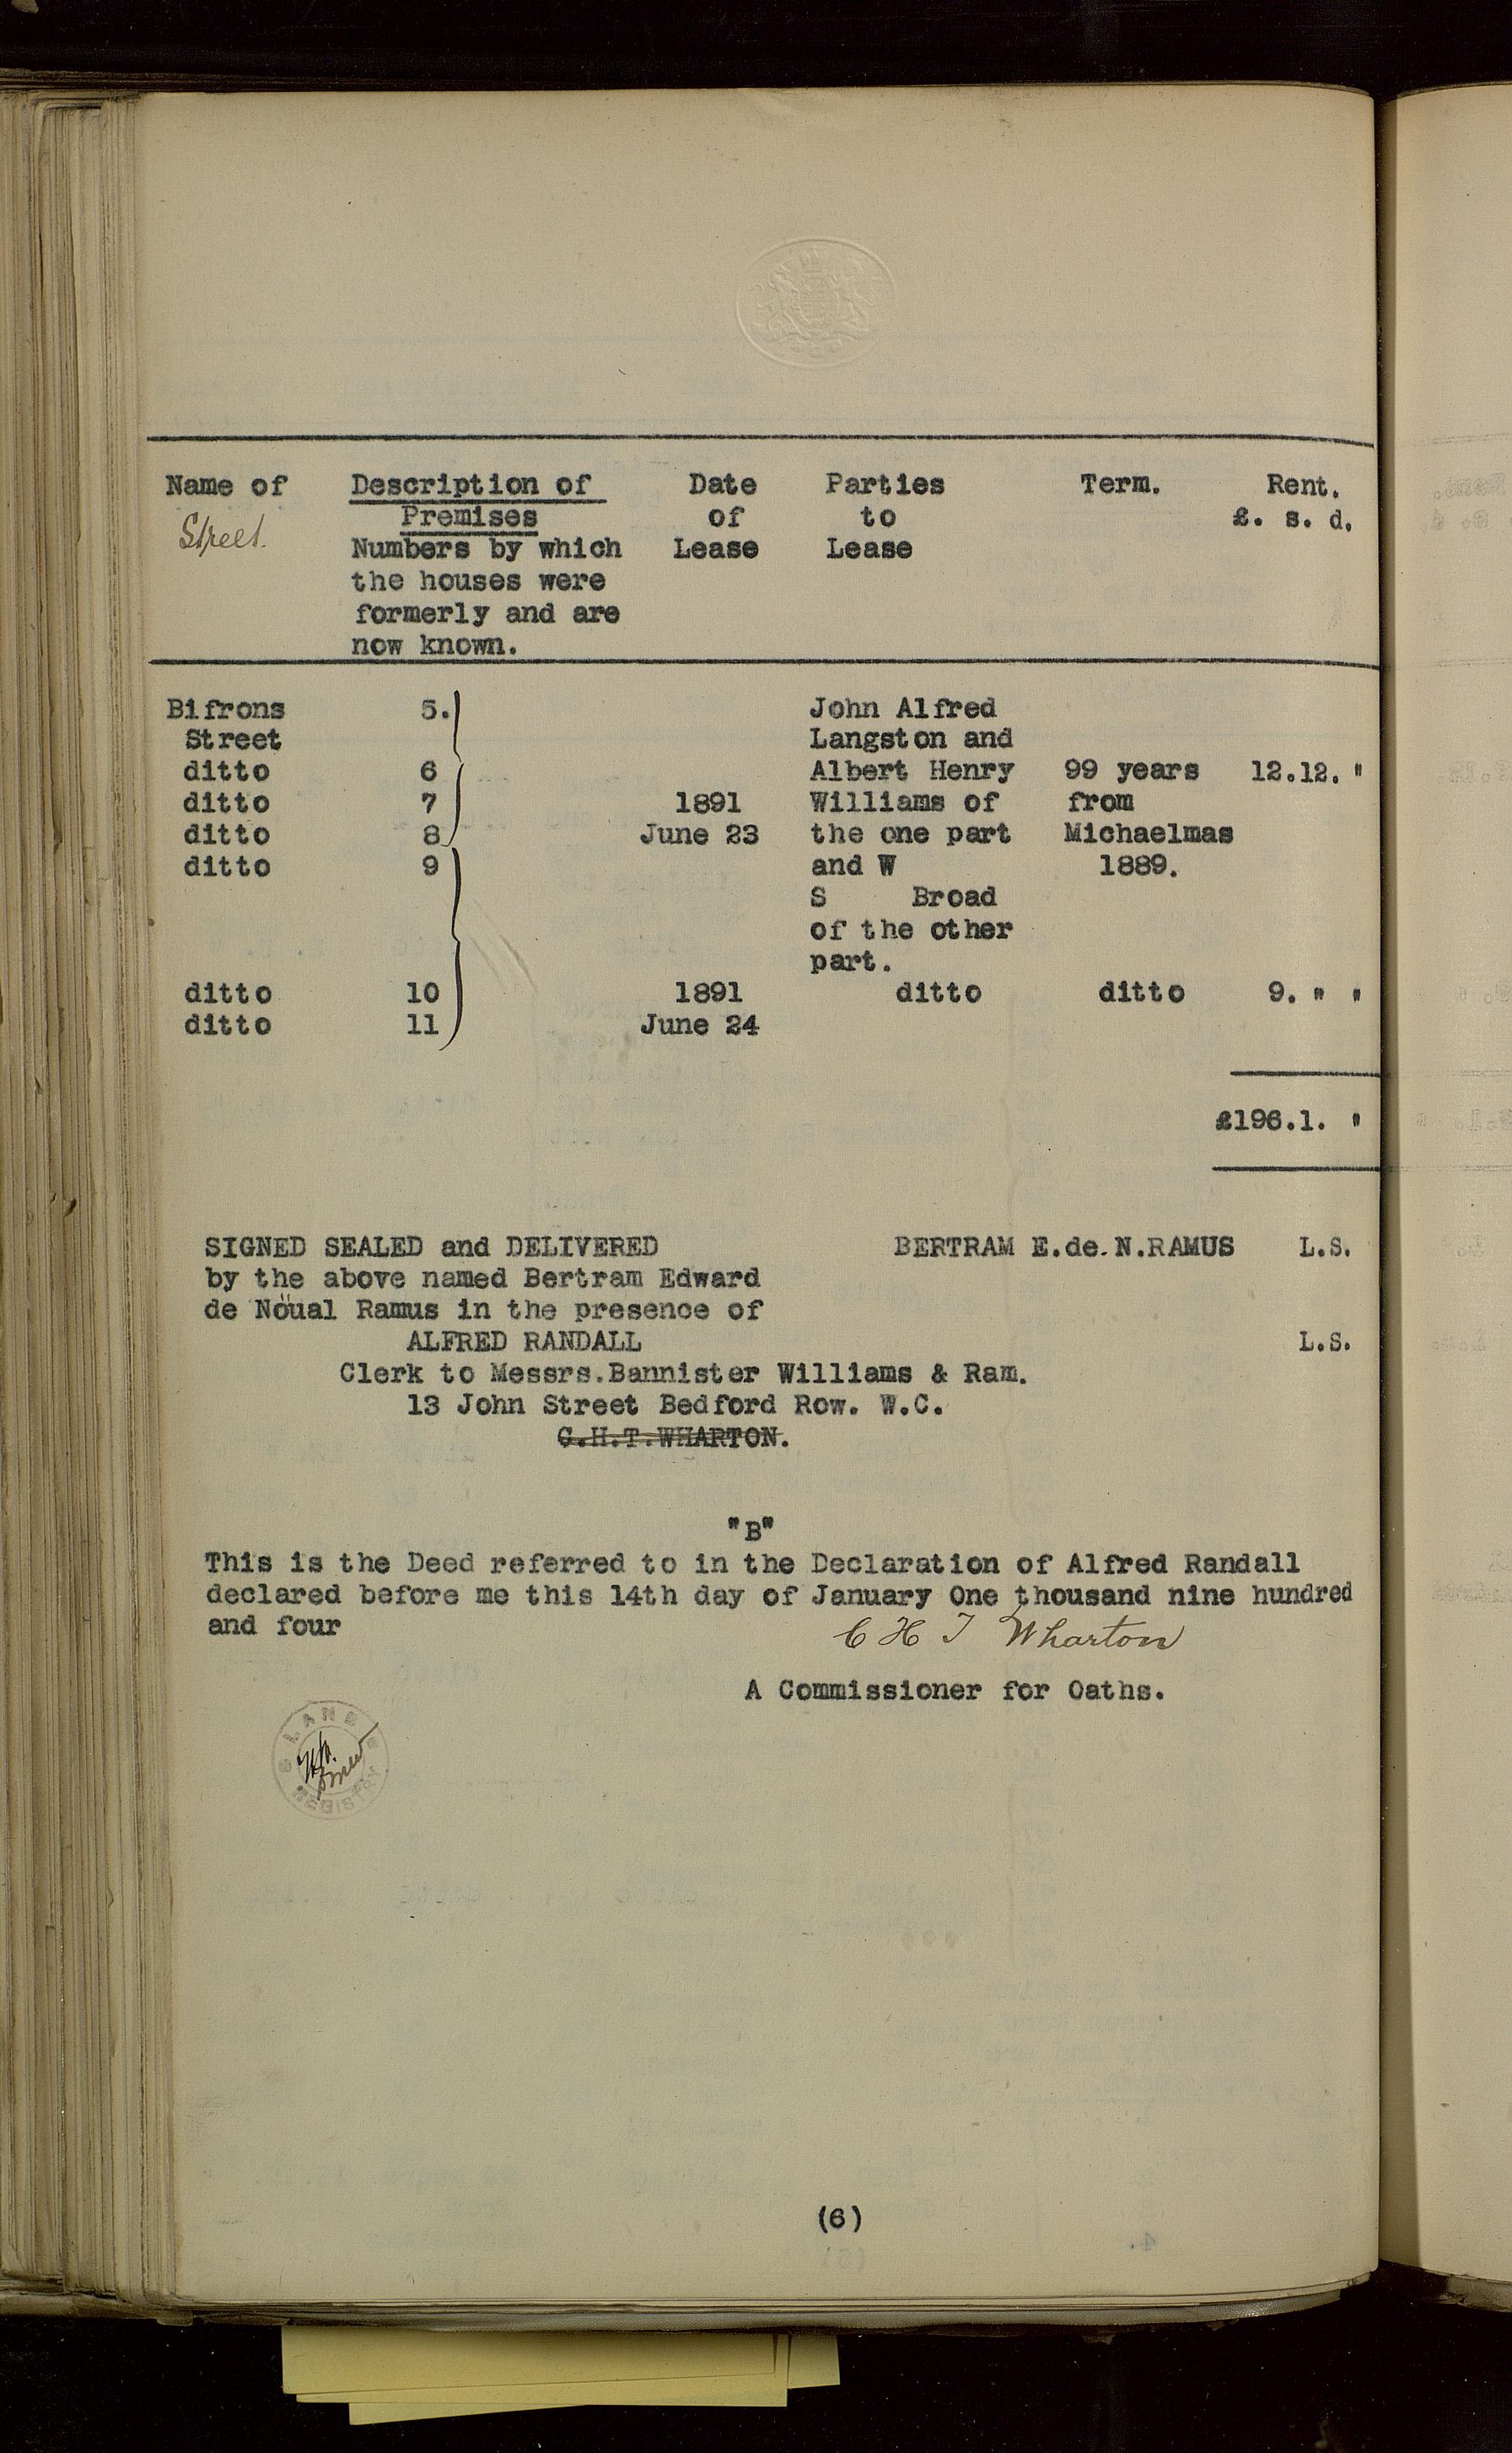 Name of Description of Date Parties Term. Rent.
Street. Premises of to £. s. d.
Numbers by which Lease Lease
the houses were
formerly and are
now known.
Bifrons 5. John Alfred
Street Langston and
ditto 6 Albert Henry 99 years 12.12. "
ditto 7 1891 Williams of from
ditto 8 June 23 the one part Michaelmas
ditto 9 and W 1889.
S Broad
of the other
part.
ditto 10 1891 ditto ditto 9. " "
ditto 11 June 24
£196.1. "
SIGNED SEALED and DELIVERED BERTRAM E.de.N.RAMUS L.S.
by the above named Bertram Edward
de Nöual Ramus in the presence of
ALFRED RANDALL L.S.
Clerk to Messrs.Bannister Williams & Ram.
13 John Street Bedford Row. W.C.
C.H.T.WHARTON.
"B"
This is the Deed referred to in the Declaration of Alfred Randall
declared before me this 14th day of January One thousand nine hundred
and four C H T Wharton
A Commissioner for Oaths.
LAND
REGISTRY
(6)